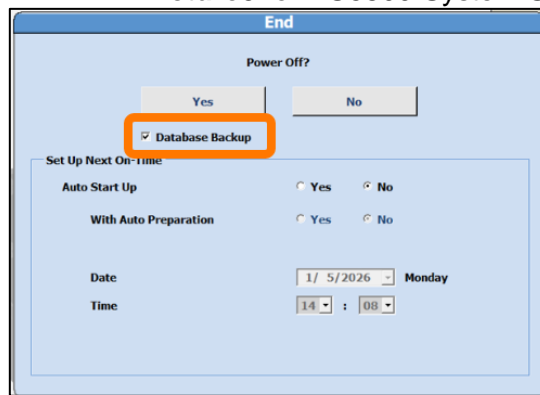 End
Power Off?
Yes No
Database Backup
Set Up Next On-Time
Auto Start Up Yes No
With Auto Preparation Yes No
Date 1/ 5/2026 Monday
Time 14 : 08